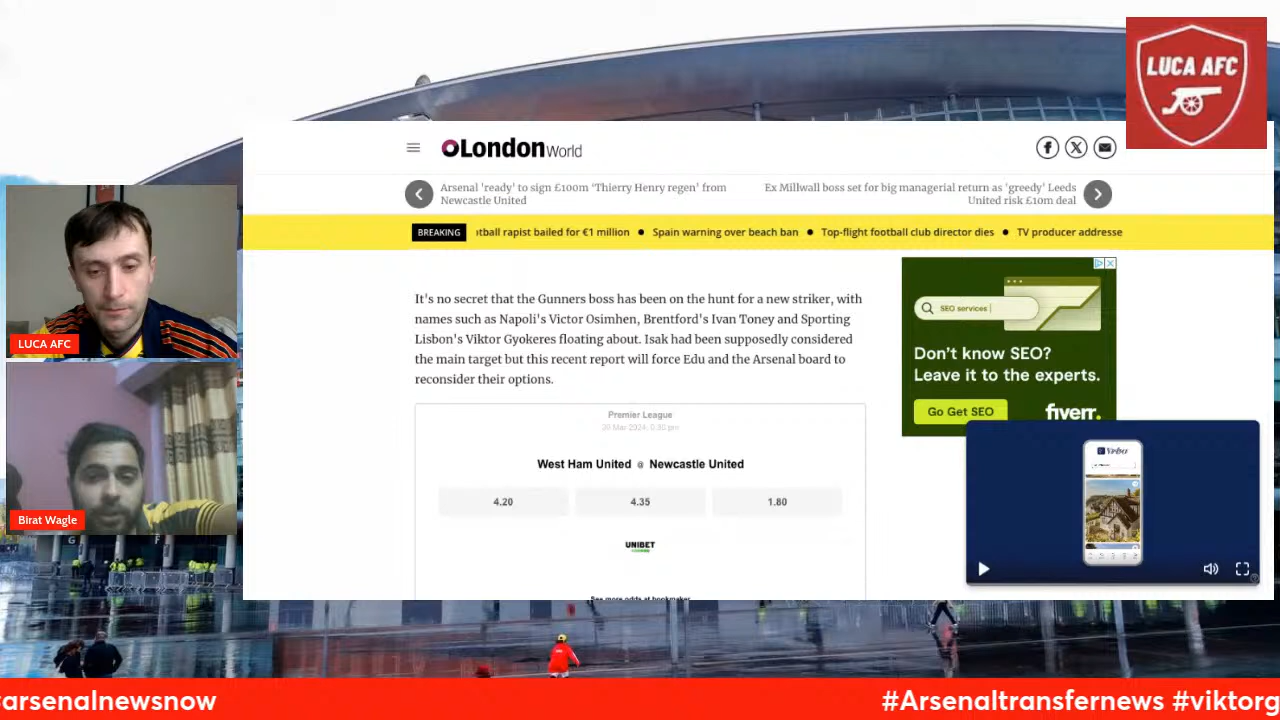 LUCA AFC
London World
Arsenal 'ready' to sign £100m 'Thierry Henry regen' from
Newcastle United
Ex Millwall boss set for big managerial return as 'greedy' Leeds
United risk £10m deal
BREAKING
tball rapist bailed for €1 million • Spain warning over beach ban • Top-flight football club director dies • TV producer addresse
It's no secret that the Gunners boss has been on the hunt for a new striker, with
names such as Napoli's Victor Osimhen, Brentford's Ivan Toney and Sporting
Lisbon's Viktor Gyokeres floating about. Isak had been supposedly considered
the main target but this recent report will force Edu and the Arsenal board to
reconsider their options.
SEO services
Don't know SEO?
Leave it to the experts.
Go Get SEO
fiverr.
Premier League
West Ham United @ Newcastle United
4.20 4.35 1.80
UNIBET
See more odds at bookmaker
LUCA AFC
Birat Wagle
G F
arsenalnewsnow
#Arsenaltransfernews #viktorg